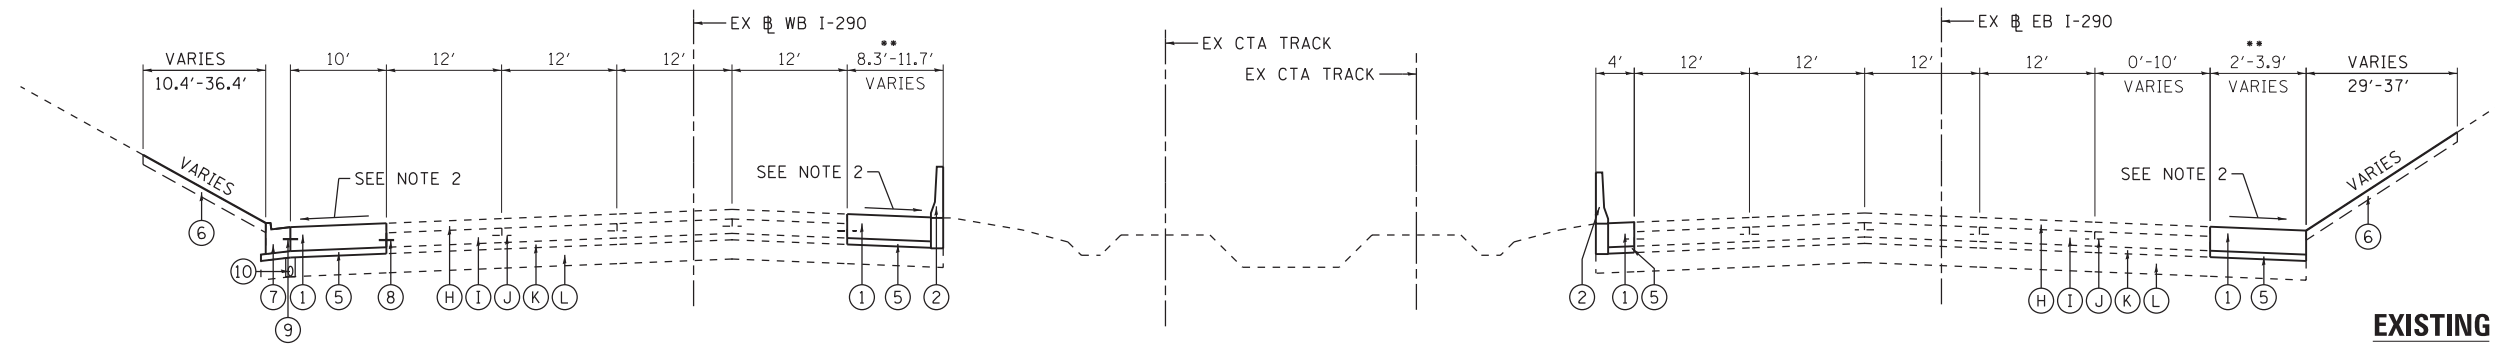 EX ℄ WB I-290
EX ℄ EB I-290
EX CTA TRACK
EX CTA TRACK
VARIES
10.4'-36.4'
10'
12'
12'
12'
12'
**
8.3'-11.7'
VARIES
4'
12'
12'
12'
12'
0'-10'
VARIES
**
2'-3.9'
VARIES
VARIES
29'-37'
VARIES
SEE NOTE 2
SEE NOTE 2
SEE NOTE 2
VARIES
6
10
7
1
5
8
H
I
J
K
L
1
5
2
9
2
1
5
H
I
J
K
L
1
5
6
EXISTING